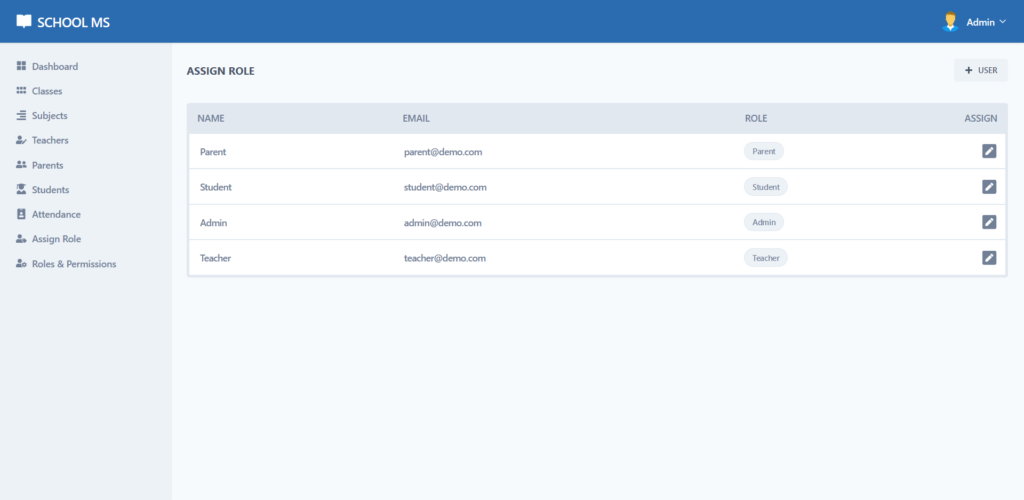 SCHOOL MS
Admin
Dashboard
Classes
Subjects
Teachers
Parents
Students
Attendance
Assign Role
Roles & Permissions
ASSIGN ROLE
USER
NAME EMAIL ROLE ASSIGN
Parent parent@demo.com Parent
Student student@demo.com Student
Admin admin@demo.com Admin
Teacher teacher@demo.com Teacher